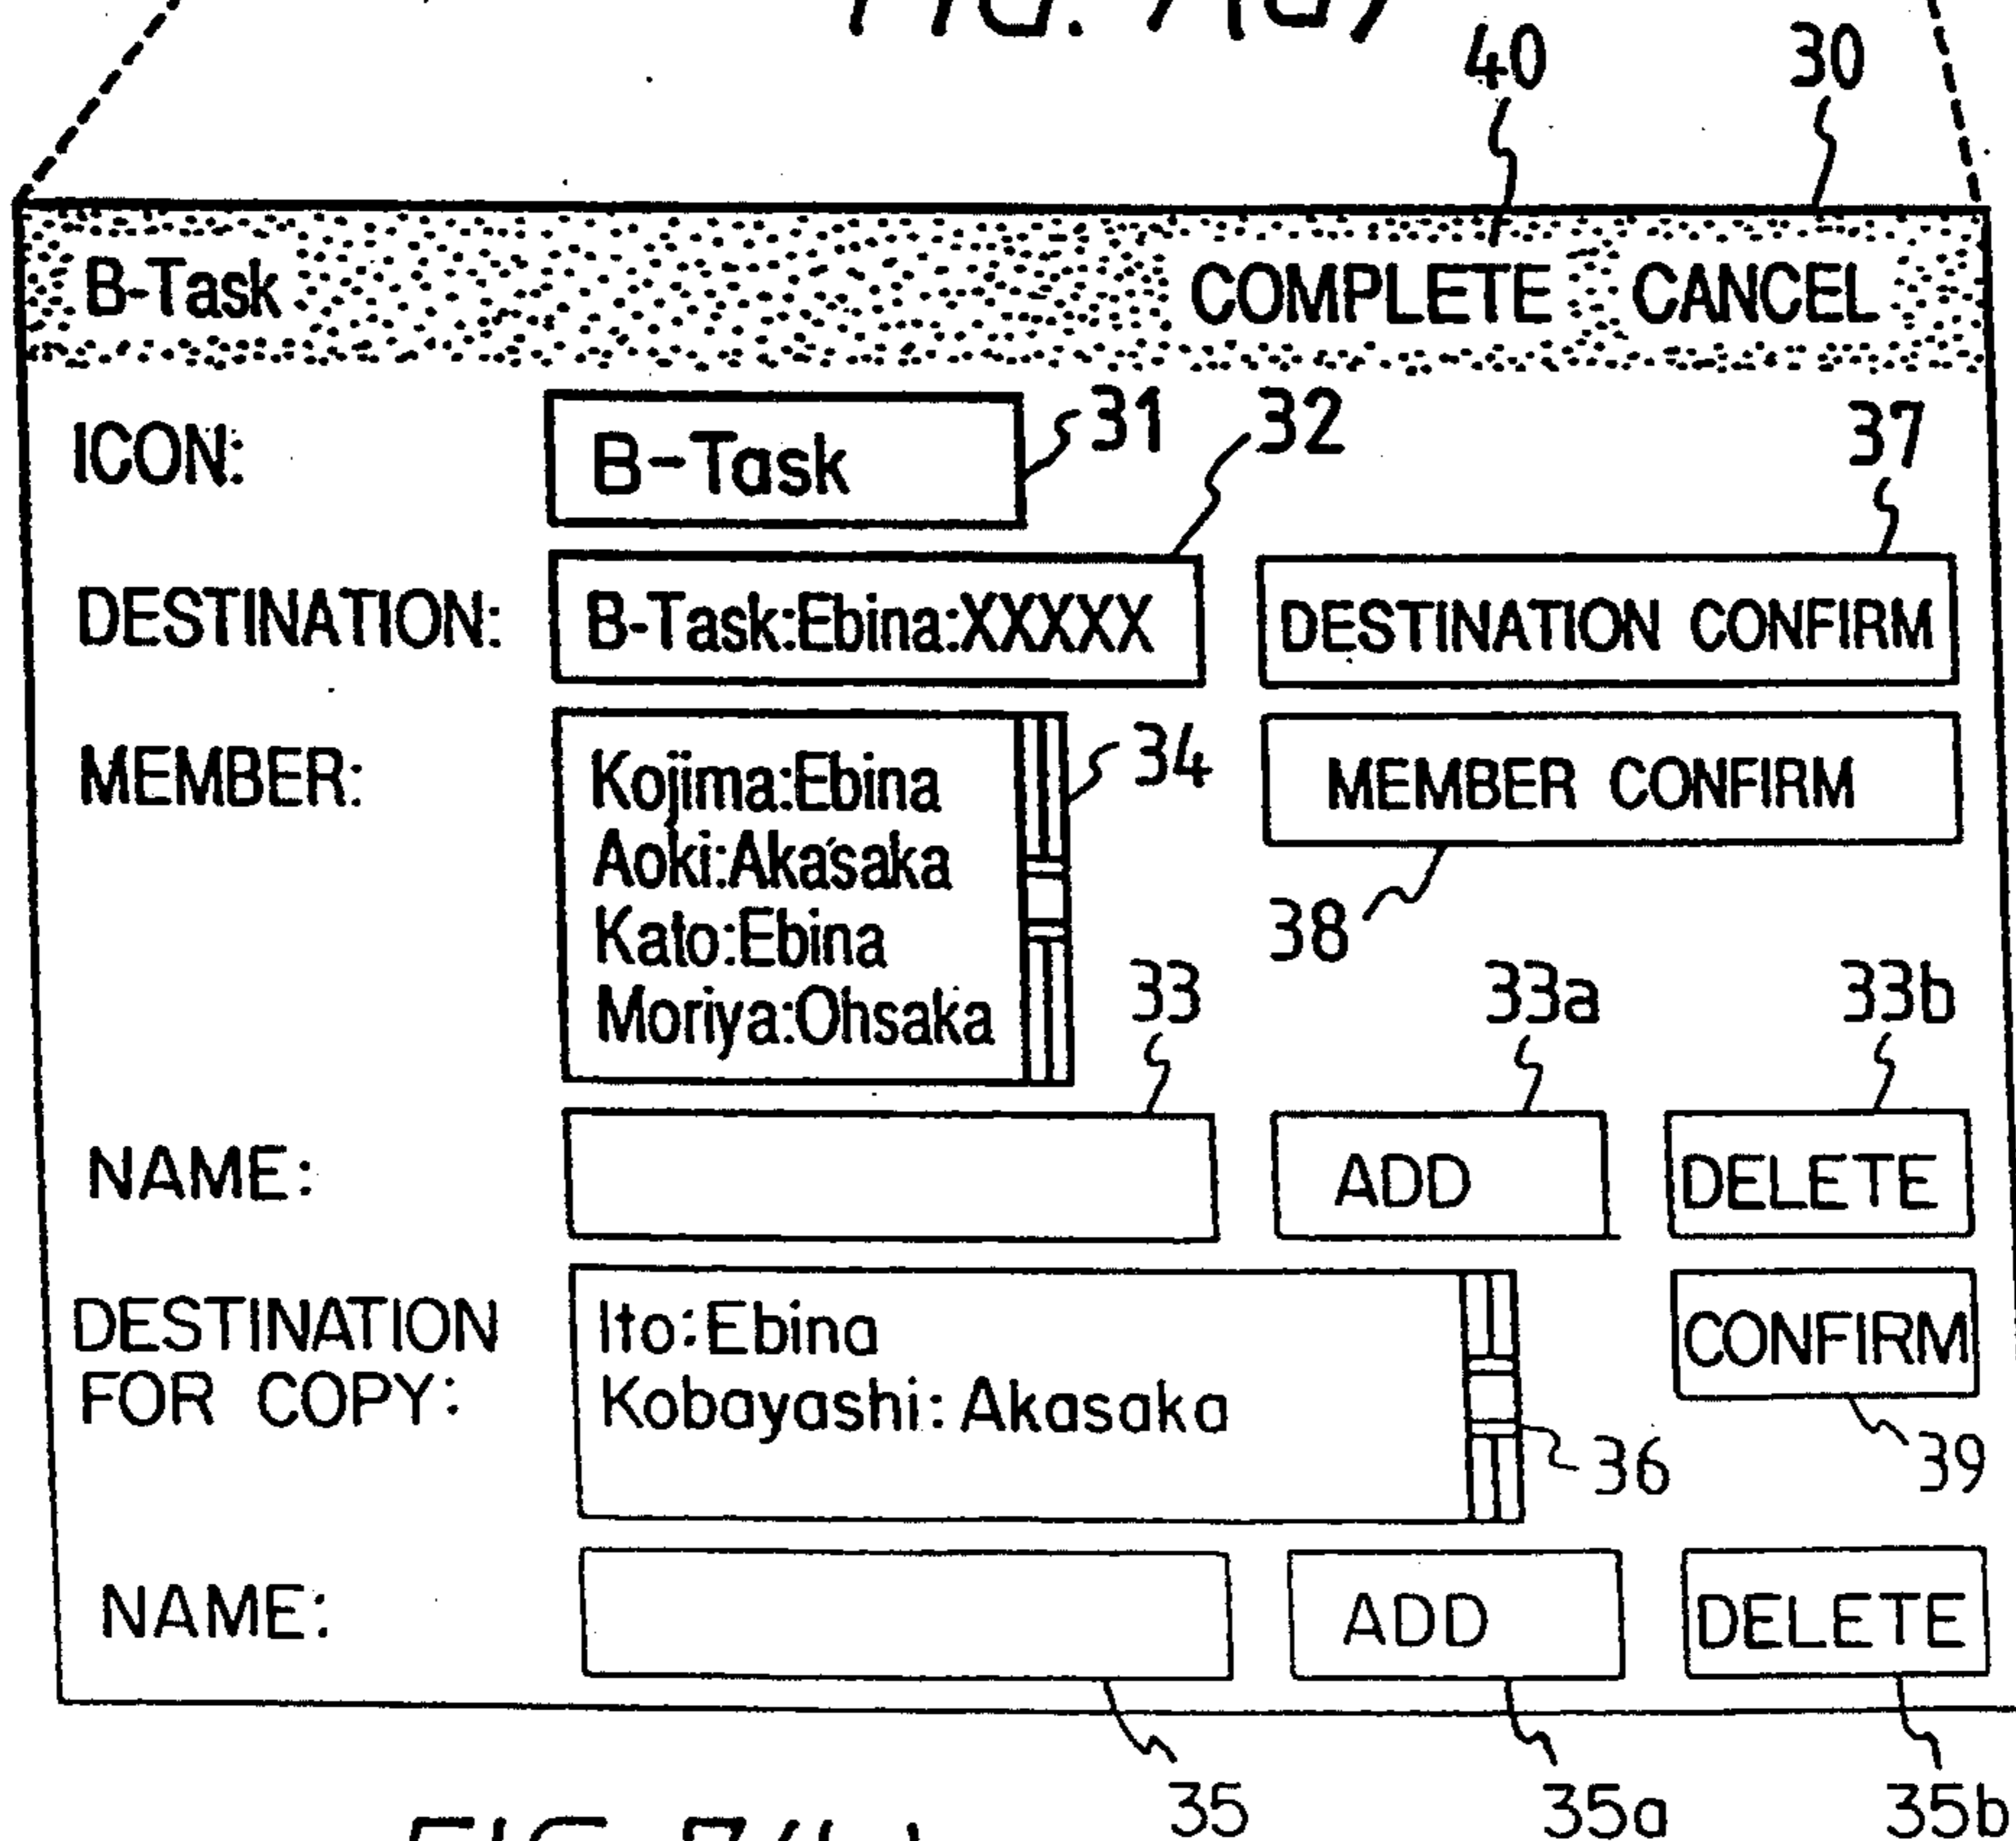 FIG. 7(a)
40 30
B-Task COMPLETE CANCEL
ICON: B-Task 31 32 37
DESTINATION: B-Task:Ebina:XXXXX DESTINATION CONFIRM
MEMBER: Kojima:Ebina 34 MEMBER CONFIRM
Aoki:Akasaka
Kato:Ebina 38
Moriya:Ohsaka 33 33a 33b
NAME: ADD DELETE
DESTINATION Ito:Ebina CONFIRM
FOR COPY: Kobayashi: Akasaka
36 39
NAME: ADD DELETE
35 35a 35b